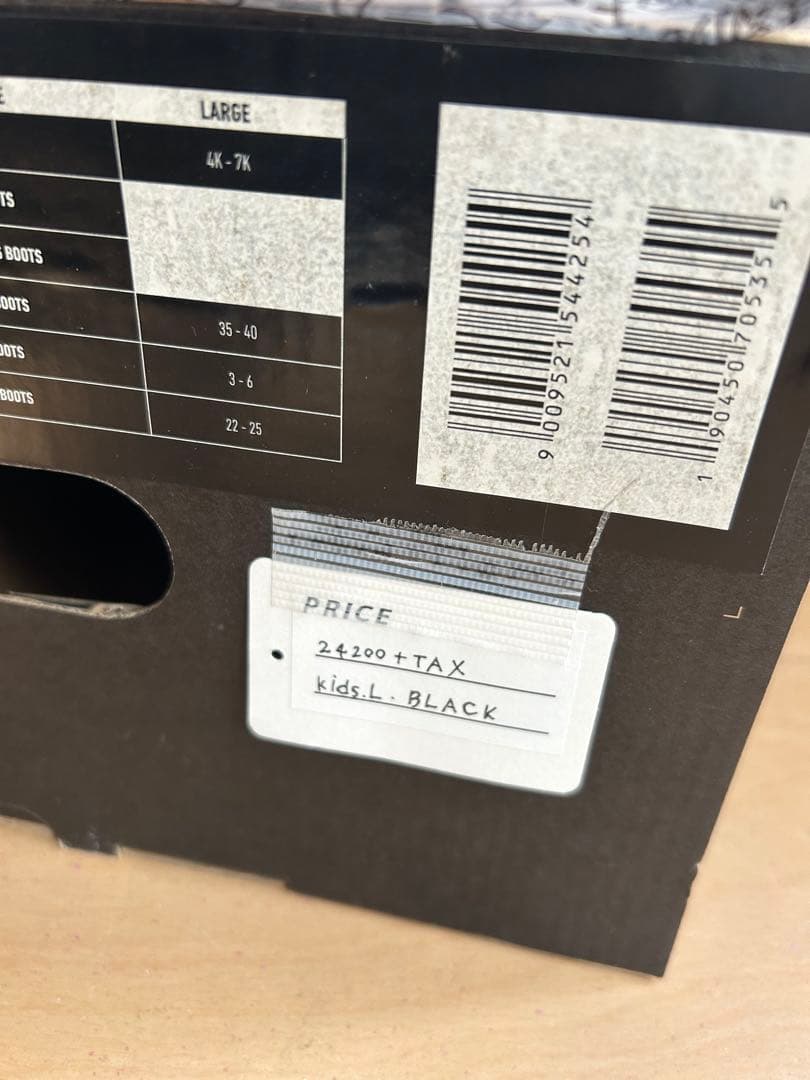 LARGE
4K - 7K
TS
BOOTS
OOTS
35 - 40
OOTS
3 - 6
BOOTS
22 - 25
9 009521 544254
1 90450 70535 5
L
PRICE
24200 + TAX
kids.L. BLACK